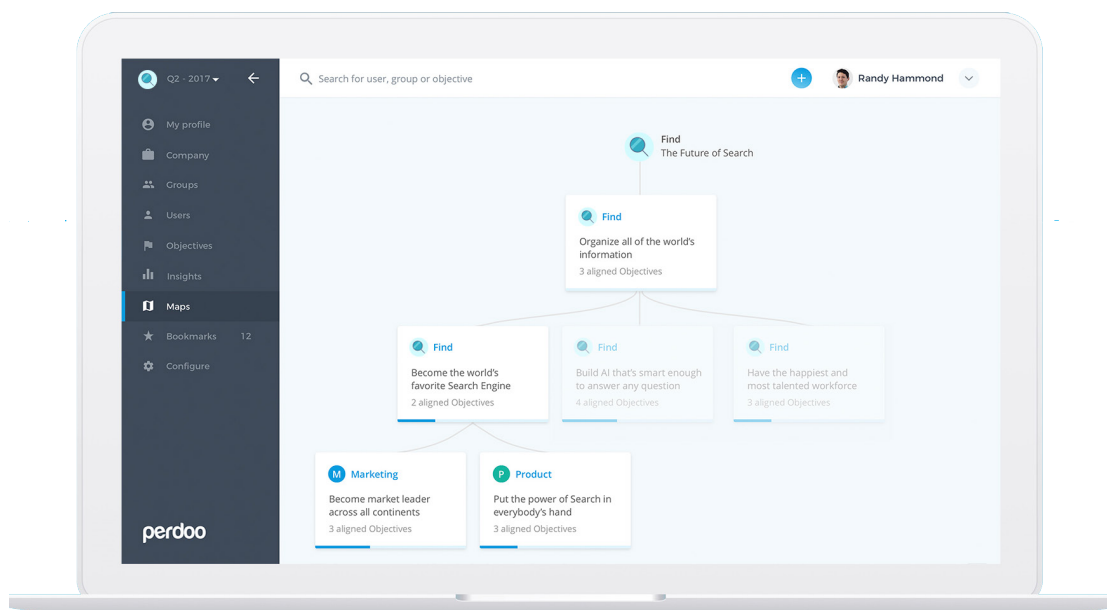 Q2 - 2017
Search for user, group or objective
Randy Hammond
My profile
Company
Groups
Users
Objectives
Insights
Maps
Bookmarks 12
Configure
perdoo
Find
The Future of Search
Find
Organize all of the world's
information
3 aligned Objectives
Find
Become the world's
favorite Search Engine
2 aligned Objectives
Find
Build AI that's smart enough
to answer any question
4 aligned Objectives
Find
Have the happiest and
most talented workforce
3 aligned Objectives
M Marketing
Become market leader
across all continents
3 aligned Objectives
P Product
Put the power of Search in
everybody's hand
3 aligned Objectives